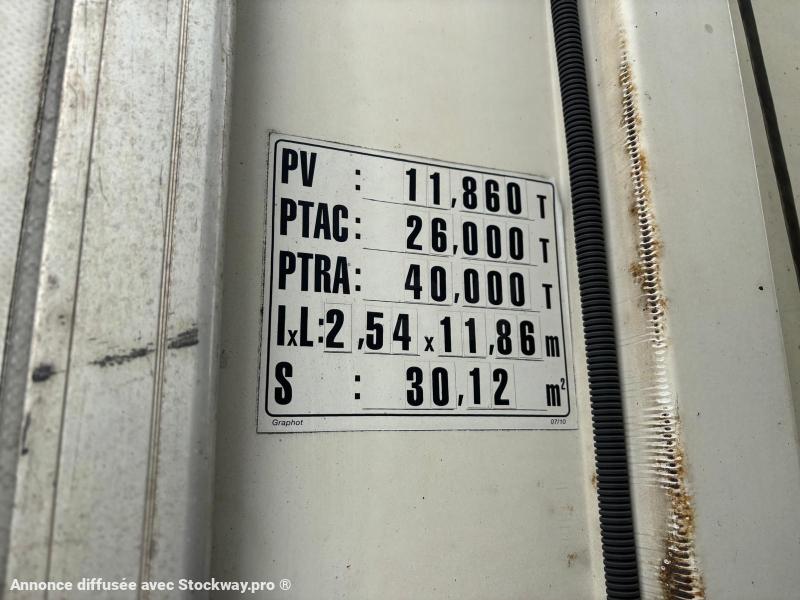 PV : 11,860 T
PTAC: 26,000 T
PTRA: 40,000 T
lxL:2,54 x 11,86 m
S : 30,12 m²
Graphot 07/10
Annonce diffusée avec Stockway.pro ®